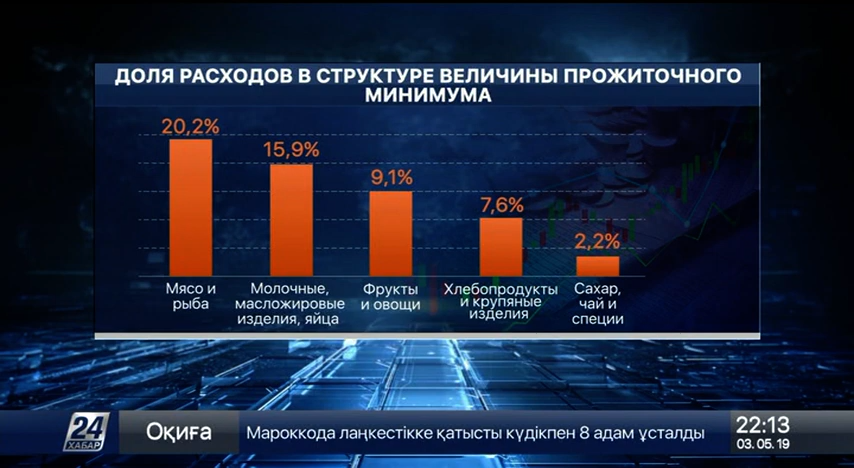 ДОЛЯ РАСХОДОВ В СТРУКТУРЕ ВЕЛИЧИНЫ ПРОЖИТОЧНОГО
МИНИМУМА
20,2%
15,9%
9,1%
7,6%
2,2%
Мясо и
рыба
Молочные,
масложировые
изделия, яйца
Фрукты
и овощи
Хлебопродукты
и крупяные
изделия
Сахар,
чай и
специи
24
ХАБАР
Оқиға
Мароккода лаңкестікке қатысты күдікпен 8 адам ұсталды
22:13
03.05.19